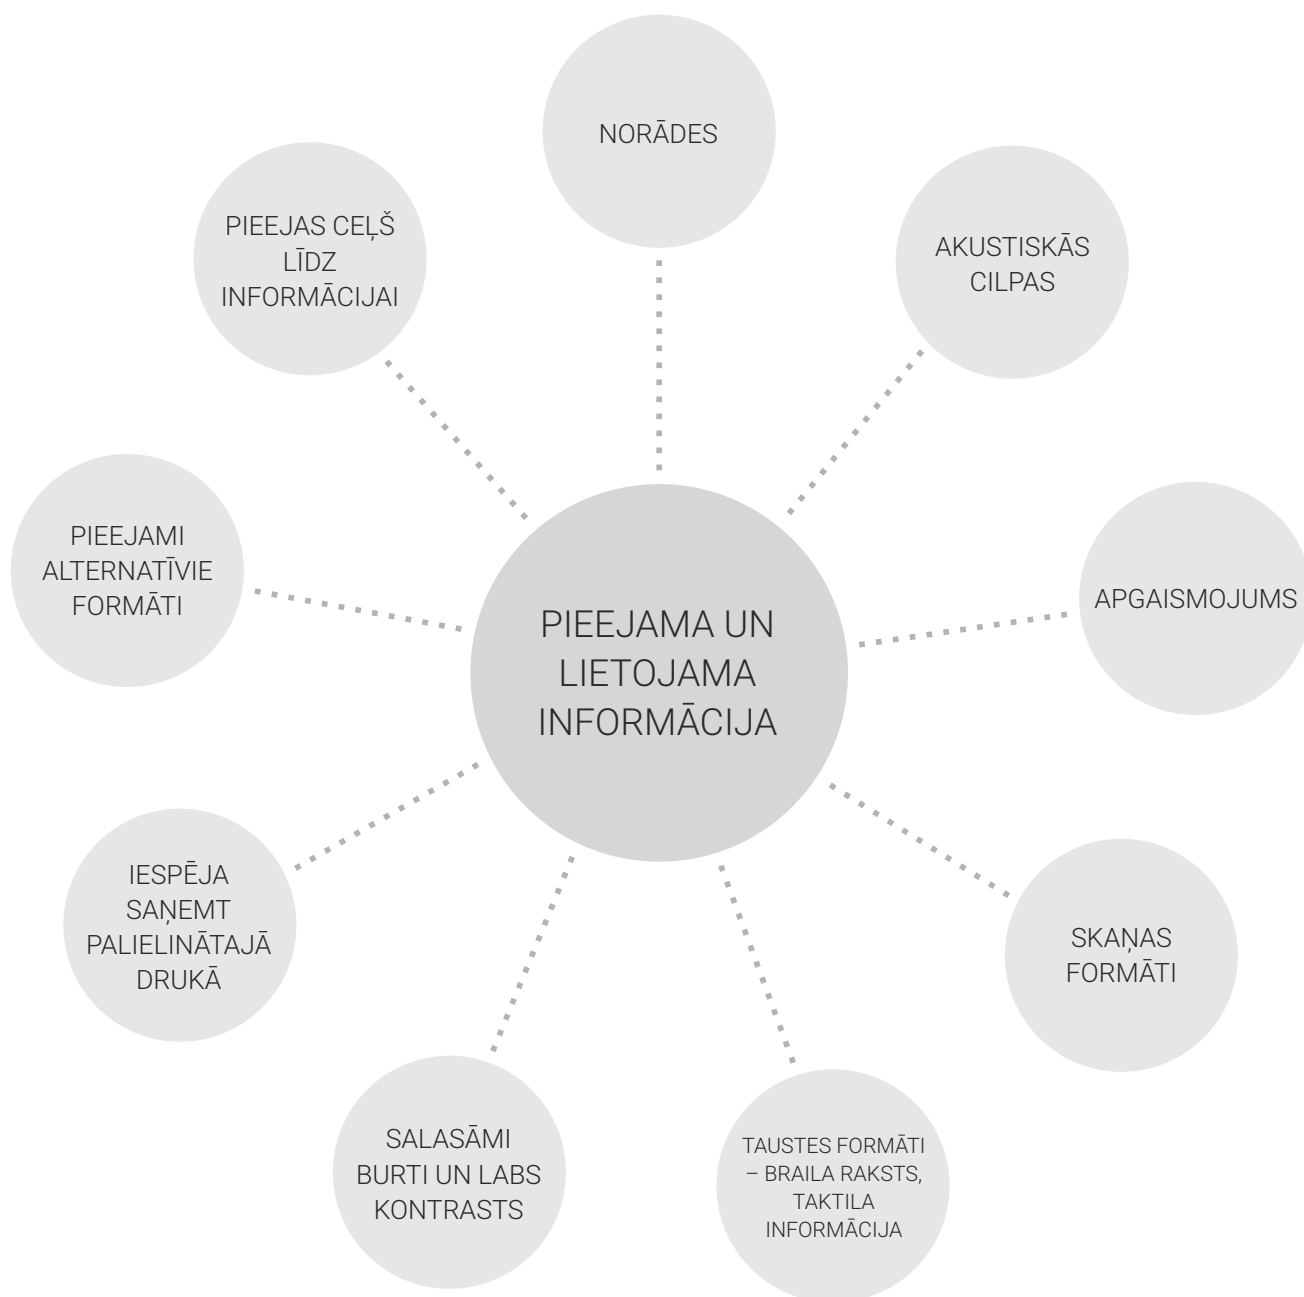 NORĀDES
PIEEJAS CEĻŠ
LĪDZ
INFORMĀCIJAI
AKUSTISKĀS
CILPAS
PIEEJAMI
ALTERNATĪVIE
FORMĀTI
APGAISMOJUMS
PIEEJAMA UN
LIETOJAMA
INFORMĀCIJA
IESPĒJA
SAŅEMT
PALIELINĀTAJĀ
DRUKĀ
SKAŅAS
FORMĀTI
SALASĀMI
BURTI UN LABS
KONTRASTS
TAUSTES FORMĀTI
– BRAILA RAKSTS,
TAKTILA
INFORMĀCIJA